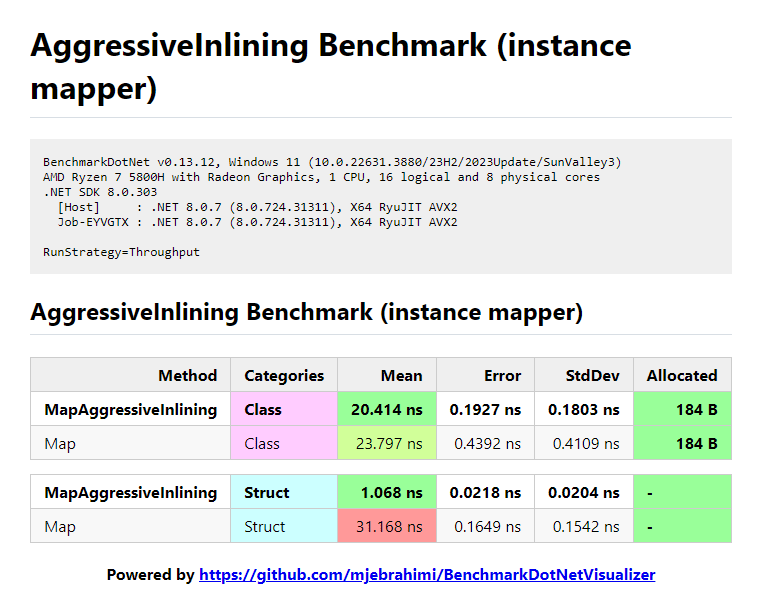 AggressiveInlining Benchmark (instance
mapper)
BenchmarkDotNet v0.13.12, Windows 11 (10.0.22631.3880/23H2/2023Update/SunValley3)
AMD Ryzen 7 5800H with Radeon Graphics, 1 CPU, 16 logical and 8 physical cores
.NET SDK 8.0.303
[Host]     : .NET 8.0.7 (8.0.724.31311), X64 RyuJIT AVX2
Job-EYVGTX : .NET 8.0.7 (8.0.724.31311), X64 RyuJIT AVX2
RunStrategy=Throughput
AggressiveInlining Benchmark (instance mapper)
Method Categories Mean Error StdDev Allocated
MapAggressiveInlining Class 20.414 ns 0.1927 ns 0.1803 ns 184 B
Map Class 23.797 ns 0.4392 ns 0.4109 ns 184 B
MapAggressiveInlining Struct 1.068 ns 0.0218 ns 0.0204 ns -
Map Struct 31.168 ns 0.1649 ns 0.1542 ns -
Powered by https://github.com/mjebrahimi/BenchmarkDotNetVisualizer